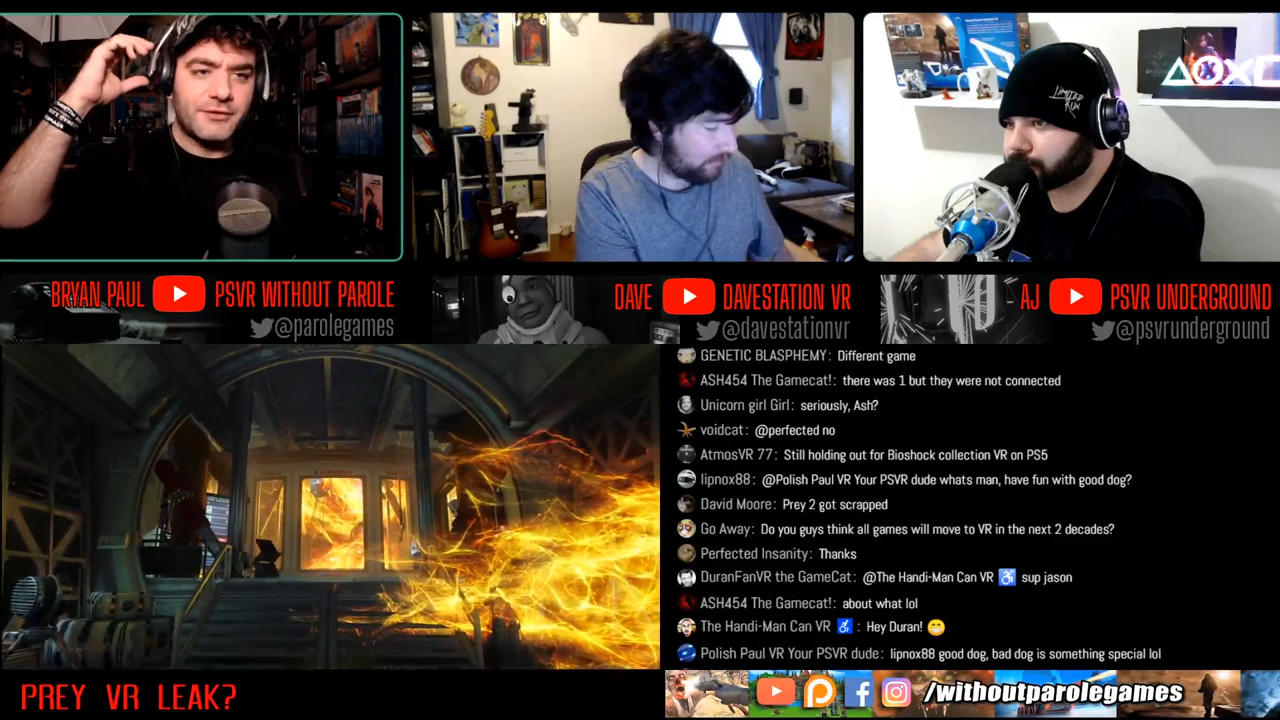 LIMITED
RUN
BRYAN PAUL PSVR WITHOUT PAROLE
@parolegames
DAVE DAVESTATION VR
@davestationvr
AJ PSVR UNDERGROUND
@psvrunderground
GENETIC BLASPHEMY: Different game
ASH454 The Gamecat!: there was 1 but they were not connected
Unicorn girl Girl: seriously, Ash?
voidcat: @perfected no
AtmosVR 77: Still holding out for Bioshock collection VR on PS5
lipnox88: @Polish Paul VR Your PSVR dude whats man, have fun with good dog?
David Moore: Prey 2 got scrapped
Go Away: Do you guys think all games will move to VR in the next 2 decades?
Perfected Insanity: Thanks
DuranFanVR the GameCat: @The Handi-Man Can VR ♿ sup jason
ASH454 The Gamecat!: about what lol
The Handi-Man Can VR ♿ : Hey Duran! 😁
Polish Paul VR Your PSVR dude: lipnox88 good dog, bad dog is something special lol
PREY VR LEAK?
/withoutparolegames